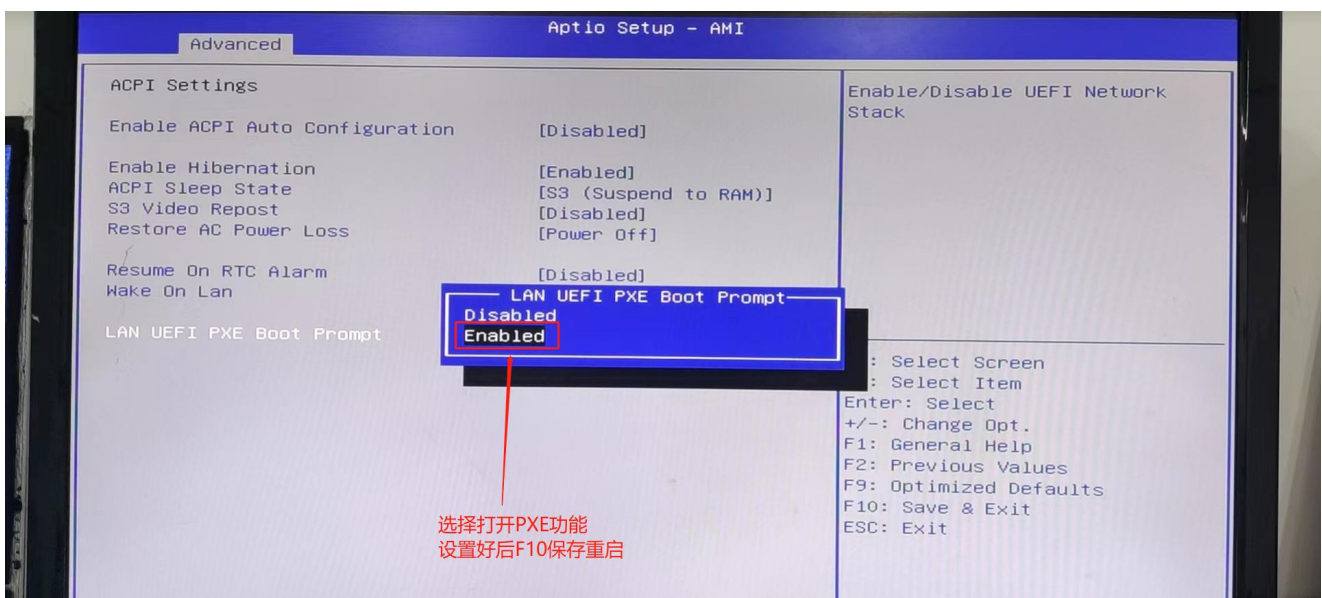 Aptio Setup - AMI
Advanced
ACPI Settings
Enable ACPI Auto Configuration [Disabled]
Enable Hibernation [Enabled]
ACPI Sleep State [S3 (Suspend to RAM)]
S3 Video Repost [Disabled]
Restore AC Power Loss [Power Off]
Resume On RTC Alarm [Disabled]
Wake On Lan
LAN UEFI PXE Boot Prompt
LAN UEFI PXE Boot Prompt
Disabled
Enabled
选择打开PXE功能
设置好后F10保存重启
Enable/Disable UEFI Network
Stack
: Select Screen
: Select Item
Enter: Select
+/-: Change Opt.
F1: General Help
F2: Previous Values
F9: Optimized Defaults
F10: Save & Exit
ESC: Exit